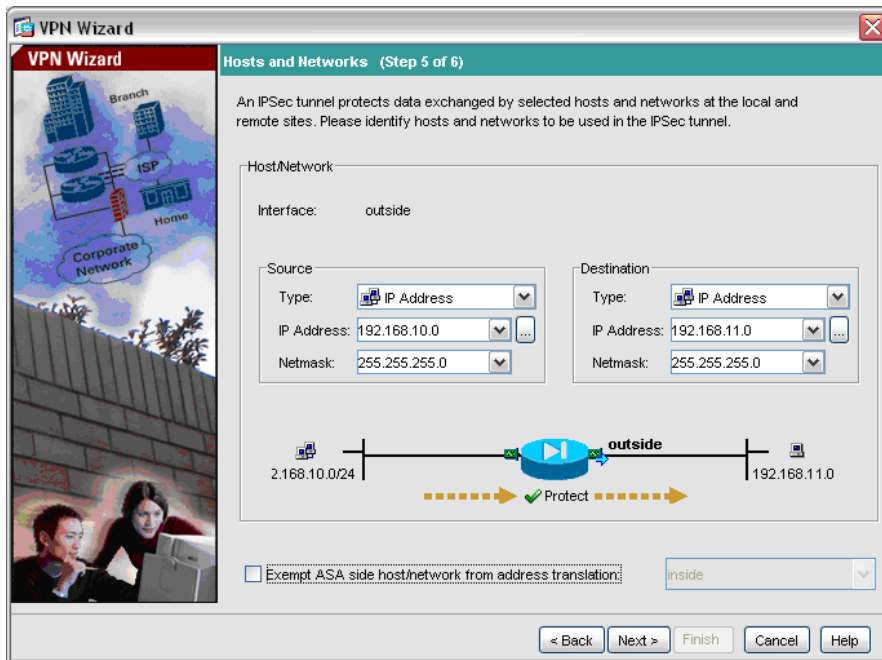 VPN Wizard
VPN Wizard
Branch
ISP
Home
Corporate
Network
Hosts and Networks (Step 5 of 6)
An IPSec tunnel protects data exchanged by selected hosts and networks at the local and
remote sites. Please identify hosts and networks to be used in the IPSec tunnel.
Host/Network
Interface: outside
Source
Type: IP Address
IP Address: 192.168.10.0 ...
Netmask: 255.255.255.0
Destination
Type: IP Address
IP Address: 192.168.11.0 ...
Netmask: 255.255.255.0
outside
2.168.10.0/24
192.168.11.0
Protect
Exempt ASA side host/network from address translation: inside
< Back Next > Finish Cancel Help